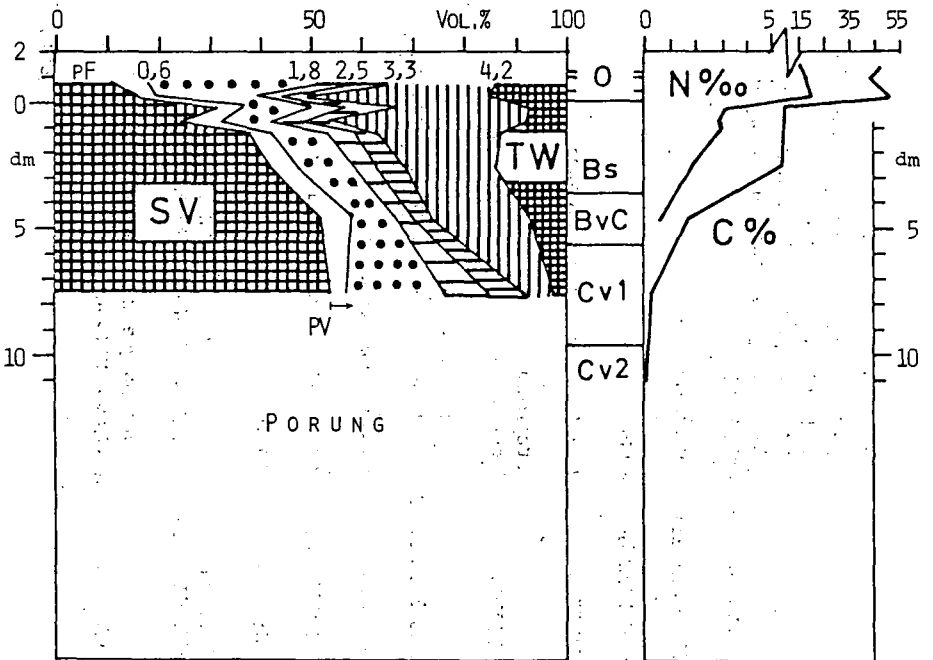 0 50 VOL.% 100 0 5 15 35 55
2
pF 0,6 1,8 2,5 3,3 4,2 O N ‰
0
dm TW Bs dm
SV
5 BvC C % 5
Cv1
PV
10 Cv2 10
PORUNG